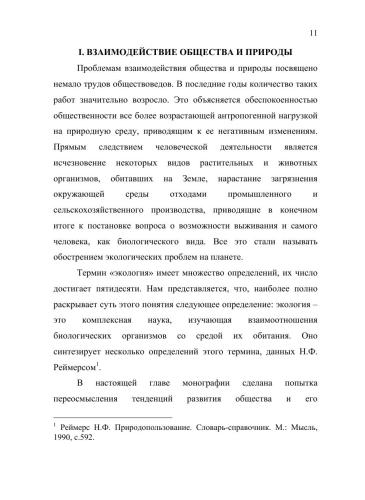 11
I. ВЗАИМОДЕЙСТВИЕ ОБЩЕСТВА И ПРИРОДЫ
Проблемам взаимодействия общества и природы посвящено
немало трудов обществоведов. В последние годы количество таких
работ значительно возросло. Это объясняется обеспокоенностью
общественности все более возрастающей антропогенной нагрузкой
на природную среду, приводящим к ее негативным изменениям.
Прямым следствием человеческой деятельности является
исчезновение некоторых видов растительных и животных
организмов, обитавших на Земле, нарастание загрязнения
окружающей среды отходами промышленного и
сельскохозяйственного производства, приводящие в конечном
итоге к постановке вопроса о возможности выживания и самого
человека, как биологического вида. Все это стали называть
обострением экологических проблем на планете.
Термин «экология» имеет множество определений, их число
достигает пятидесяти. Нам представляется, что, наиболее полно
раскрывает суть этого понятия следующее определение: экология –
это комплексная наука, изучающая взаимоотношения
биологических организмов со средой их обитания. Оно
синтезирует несколько определений этого термина, данных Н.Ф.
Реймерсом¹.
В настоящей главе монографии сделана попытка
переосмысления тенденций развития общества и его
¹ Реймерс Н.Ф. Природопользование. Словарь-справочник. М.: Мысль,
1990, с.592.